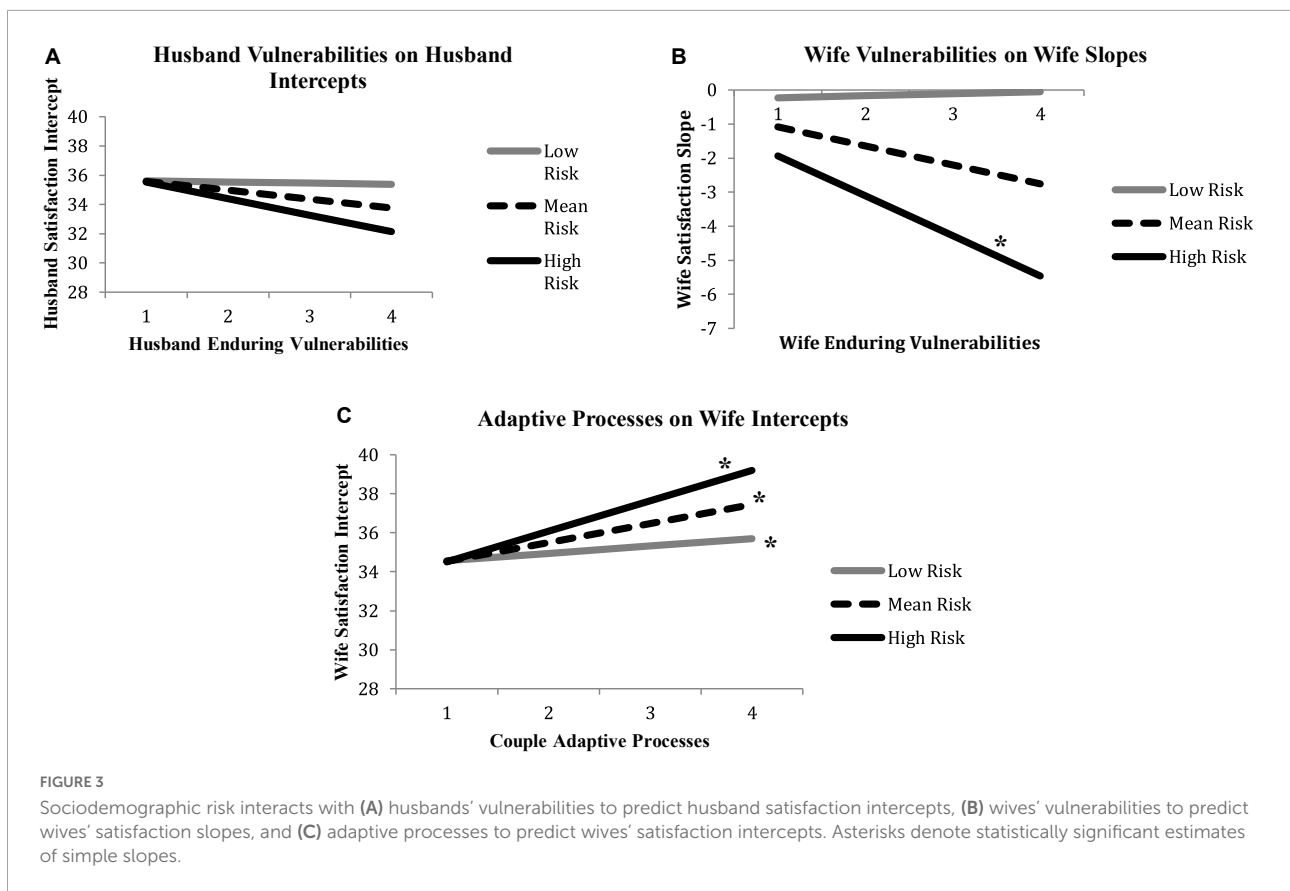 A
Husband Vulnerabilities on Husband
Intercepts
Husband Satisfaction Intercept
40
38
36
34
32
30
28
1 2 3 4
Husband Enduring Vulnerabilities
Low
Risk
Mean
Risk
High
Risk
B
Wife Vulnerabilities on Wife Slopes
Wife Satisfaction Slope
0
-1
-2
-3
-4
-5
-6
-7
1 2 3 4
*
Wife Enduring Vulnerabilities
Low Risk
Mean Risk
High Risk
C
Adaptive Processes on Wife Intercepts
Wife Satisfaction Intercept
40
38
36
34
32
30
28
*
*
*
1 2 3 4
Couple Adaptive Processes
Low Risk
Mean Risk
High Risk
FIGURE 3
Sociodemographic risk interacts with (A) husbands’ vulnerabilities to predict husband satisfaction intercepts, (B) wives’ vulnerabilities to predict
wives’ satisfaction slopes, and (C) adaptive processes to predict wives’ satisfaction intercepts. Asterisks denote statistically significant estimates
of simple slopes.